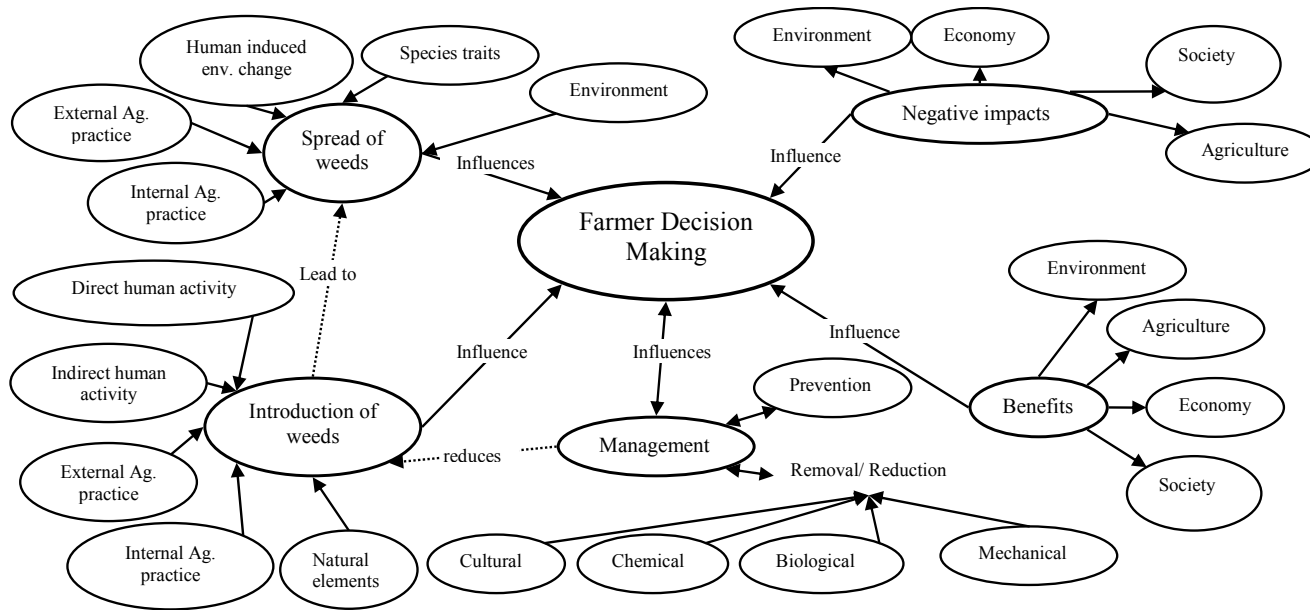 Human induced
env. change
Species traits
Environment
Environment
Economy
Society
External Ag.
practice
Spread of
weeds
Negative impacts
Internal Ag.
practice
Influences
Influence
Agriculture
Farmer Decision
Making
Lead to
Direct human activity
Environment
Agriculture
Influence
Influences
Influence
Indirect human
activity
Introduction of
weeds
Prevention
Benefits
Economy
Management
reduces
External Ag.
practice
Removal/ Reduction
Society
Internal Ag.
practice
Natural
elements
Cultural
Chemical
Biological
Mechanical